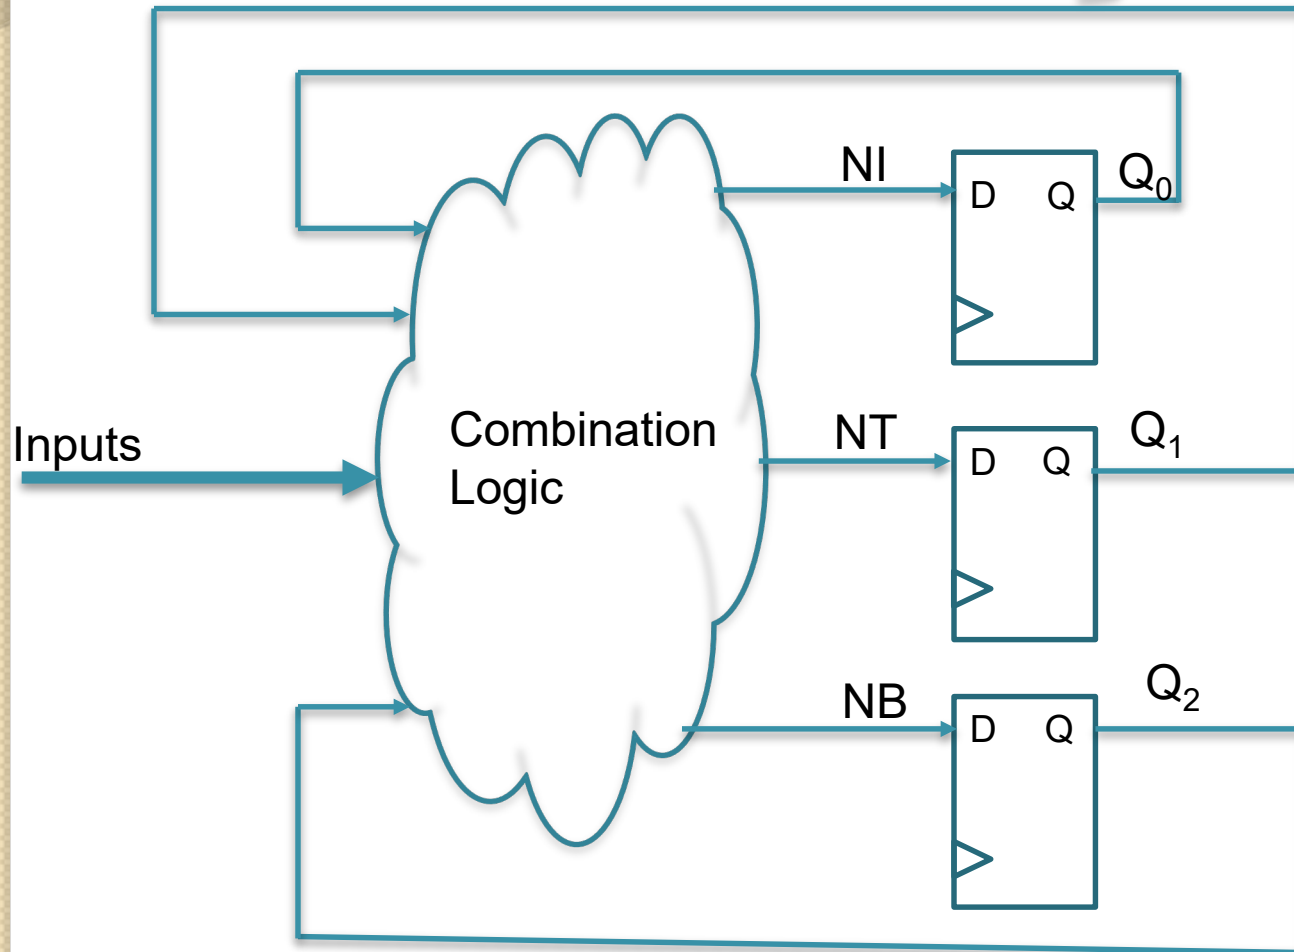 NI
Q0
D Q
Inputs
Combination
Logic
NT
Q1
D Q
NB
Q2
D Q